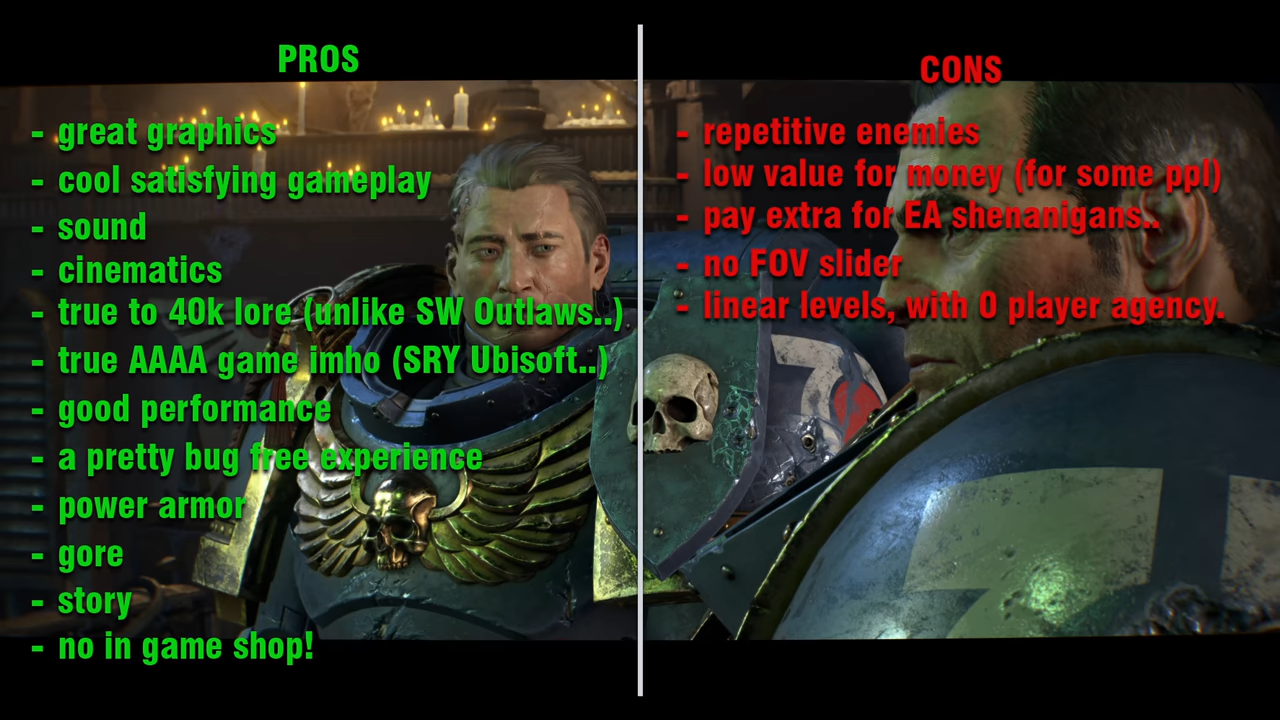 PROS
- great graphics
- cool satisfying gameplay
- sound
- cinematics
- true to 40k lore (unlike SW Outlaws..)
- true AAAA game imho (SRY Ubisoft..)
- good performance
- a pretty bug free experience
- power armor
- gore
- story
- no in game shop!
CONS
- repetitive enemies
- low value for money (for some ppl)
- pay extra for EA shenanigans..
- no FOV slider
- linear levels, with 0 player agency.